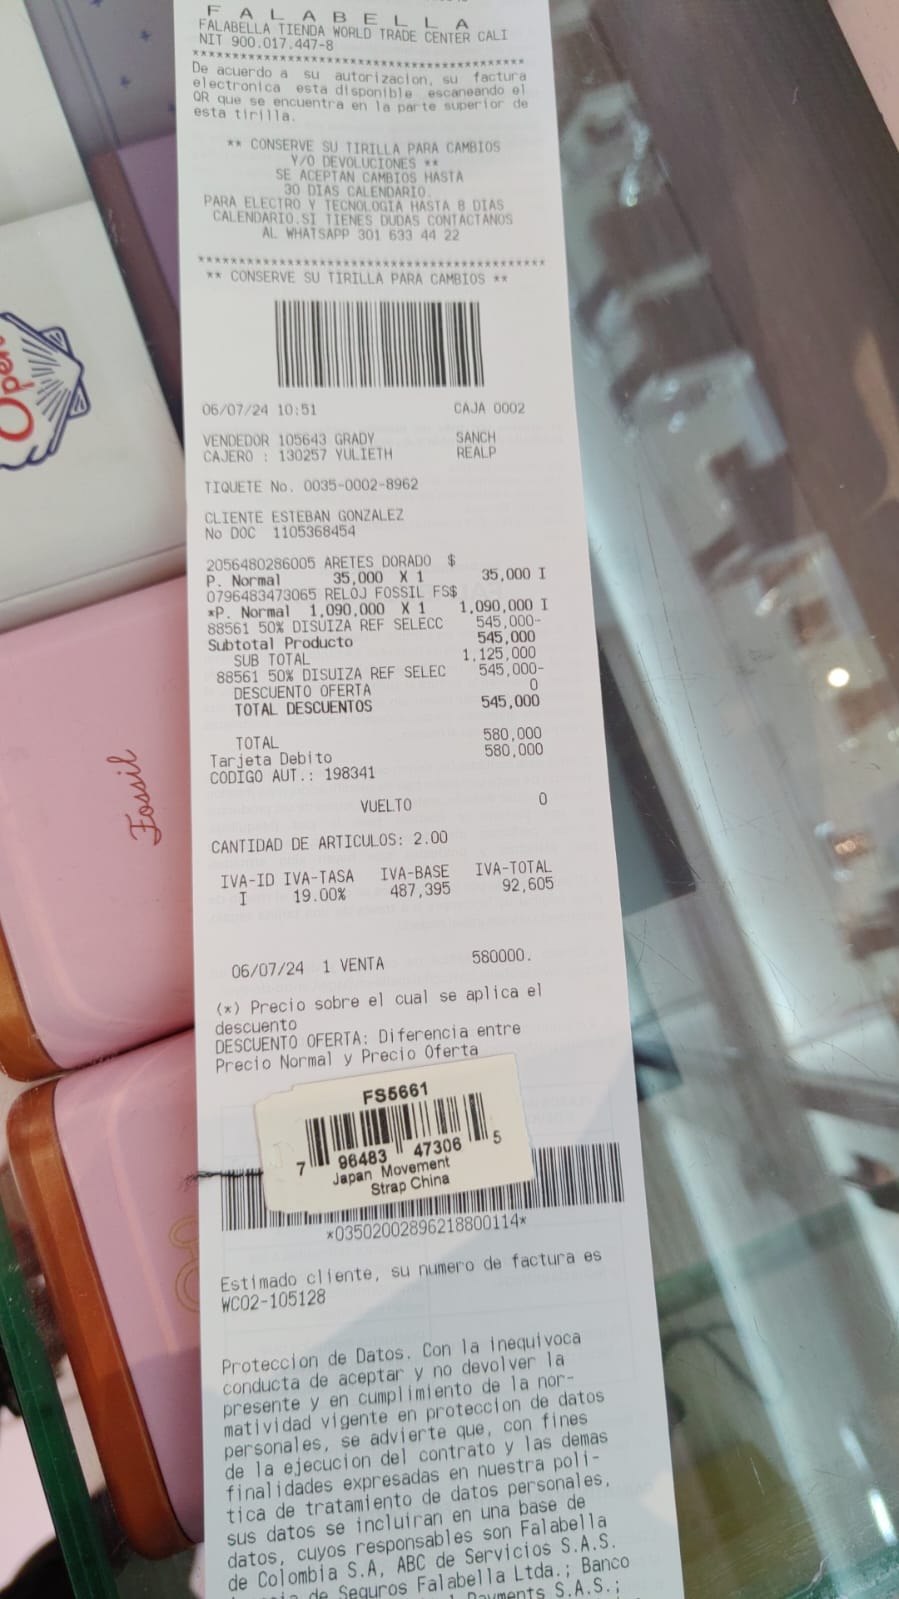 F A L A B E L L A
FALABELLA TIENDA WORLD TRADE CENTER CALI
NIT 900.017.447-8
****************************************
De acuerdo a su autorizacion, su factura
electronica esta disponible escaneando el
QR que se encuentra en la parte superior de
esta tirilla.
** CONSERVE SU TIRILLA PARA CAMBIOS
Y/O DEVOLUCIONES **
SE ACEPTAN CAMBIOS HASTA
30 DIAS CALENDARIO.
PARA ELECTRO Y TECNOLOGIA HASTA 8 DIAS
CALENDARIO.SI TIENES DUDAS CONTACTANOS
AL WHATSAPP 301 633 44 22
****************************************
** CONSERVE SU TIRILLA PARA CAMBIOS **
06/07/24 10:51 CAJA 0002
VENDEDOR 105643 GRADY SANCH
CAJERO : 130257 YULIETH REALP
TIQUETE No. 0035-0002-8962
CLIENTE ESTEBAN GONZALEZ
No DOC 1105368454
2056480286005 ARETES DORADO $
P. Normal 35,000 X 1 35,000 I
0796483473065 RELOJ FOSSIL FS$
*P. Normal 1,090,000 X 1 1,090,000 I
88561 50% DISUIZA REF SELECC 545,000-
Subtotal Producto 545,000
SUB TOTAL 1,125,000
88561 50% DISUIZA REF SELEC 545,000-
DESCUENTO OFERTA 0
TOTAL DESCUENTOS 545,000
TOTAL 580,000
Tarjeta Debito 580,000
CODIGO AUT.: 198341
VUELTO 0
CANTIDAD DE ARTICULOS: 2.00
IVA-ID IVA-TASA IVA-BASE IVA-TOTAL
I 19.00% 487,395 92,605
06/07/24 1 VENTA 580000.
(*) Precio sobre el cual se aplica el
descuento
DESCUENTO OFERTA: Diferencia entre
Precio Normal y Precio Oferta
FS5661
7 96483 47306 5
Japan Movement
Strap China
*03502002896218800114*
Estimado cliente, su numero de factura es
WC02-105128
Proteccion de Datos. Con la inequivoca
conducta de aceptar y no devolver la
presente y en cumplimiento de la nor-
matividad vigente en proteccion de datos
personales, se advierte que, con fines
de la ejecucion del contrato y las demas
finalidades expresadas en nuestra poli-
tica de tratamiento de datos personales,
sus datos se incluiran en una base de
datos, cuyos responsables son Falabella
de Colombia S.A, ABC de Servicios S.A.S.
de Seguros Falabella Ltda.; Banco
Payments S.A.S.;
Open
Fossil